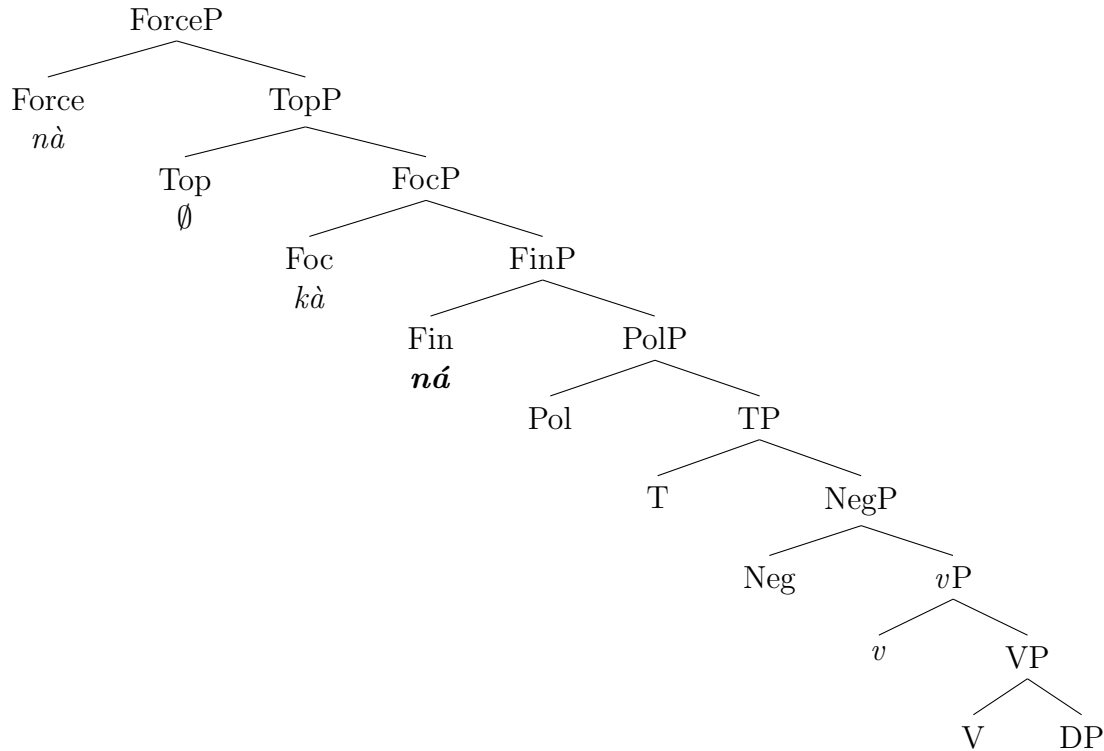 ForceP
Force TopP
nà
Top FocP
∅
Foc FinP
kà
Fin PolP
ná
Pol TP
T NegP
Neg vP
v VP
V DP